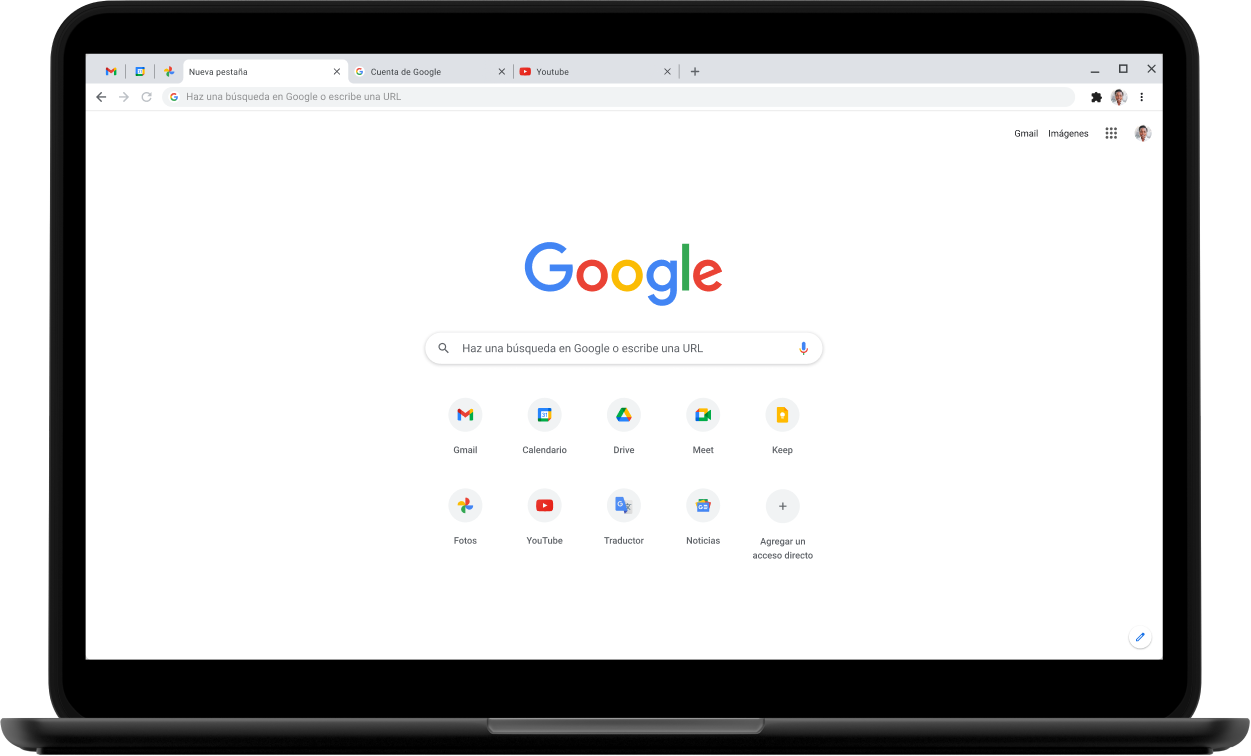 Nueva pestaña
Cuenta de Google
Youtube
Haz una búsqueda en Google o escribe una URL
Gmail
Imágenes
Google
Haz una búsqueda en Google o escribe una URL
Gmail
Calendario
Drive
Meet
Keep
Fotos
YouTube
Traductor
Noticias
Agregar un
acceso directo